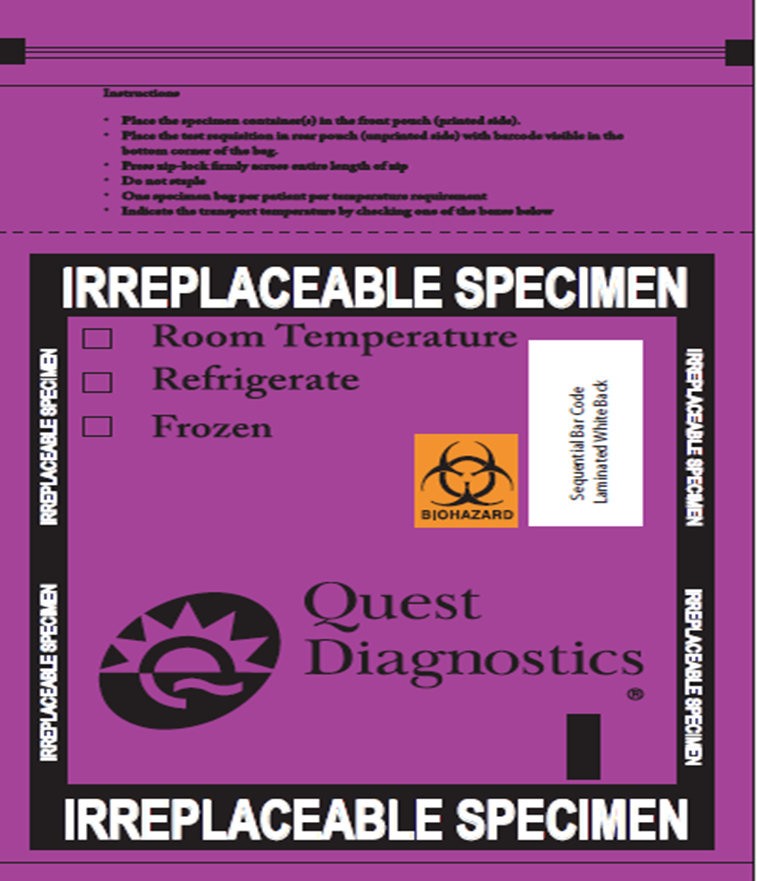 Instructions
* Place the specimen container(s) in the front pouch (printed side).
* Place the test requisition in rear pouch (unprinted side) with barcode visible in the
bottom corner of the bag.
* Press zip-lock firmly across entire length of zip
* Do not staple
* One specimen bag per patient per temperature requirement
* Indicate the transport temperature by checking one of the boxes below
IRREPLACEABLE SPECIMEN
Room Temperature
Refrigerate
Frozen
IRREPLACEABLE SPECIMEN
IRREPLACEABLE SPECIMEN
Sequential Bar Code
Laminated White Back
BIOHAZARD
Quest
Diagnostics
®
IRREPLACEABLE SPECIMEN
IRREPLACEABLE SPECIMEN
IRREPLACEABLE SPECIMEN